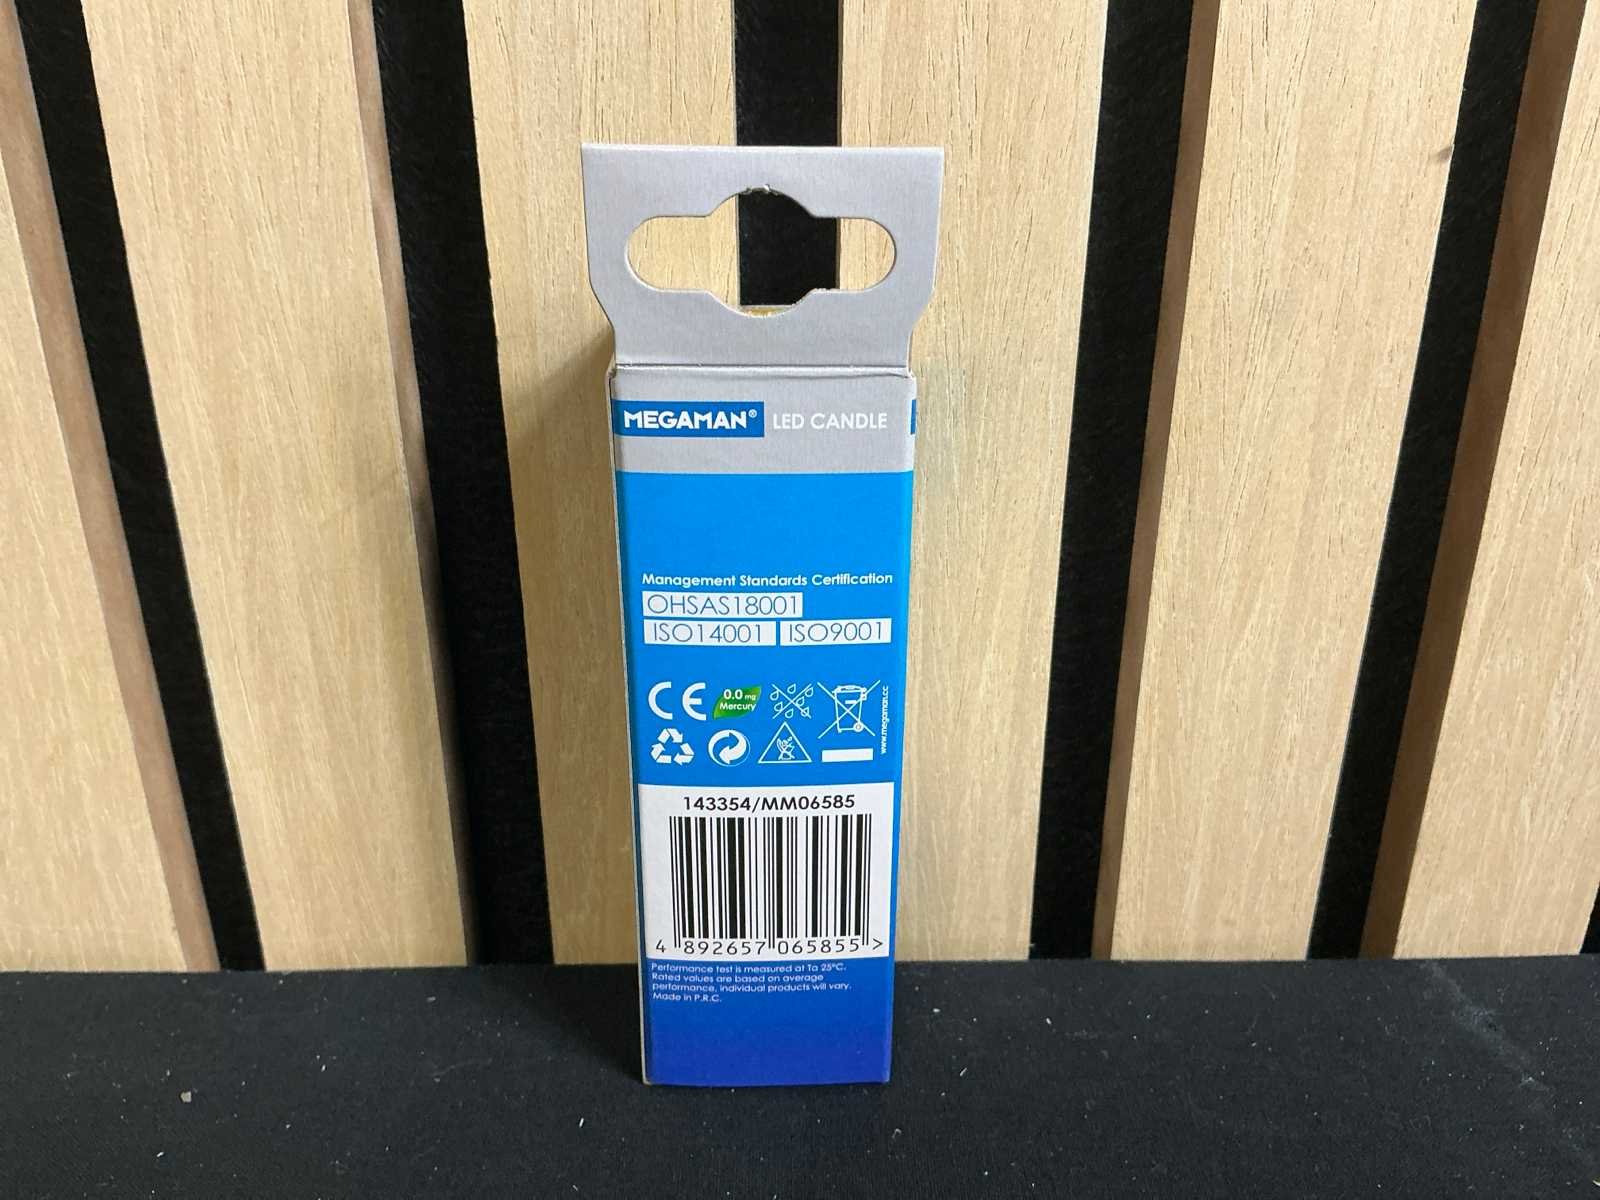 MEGAMAN® LED CANDLE
Management Standards Certification
OHSAS18001
ISO14001 ISO9001
CE 0.0 mg
Mercury
www.megaman.cc
143354/MM06585
4 892657 065855 >
Performance test is measured at Ta 25°C.
Rated values are based on average
performance, individual products will vary.
Made in P.R.C.